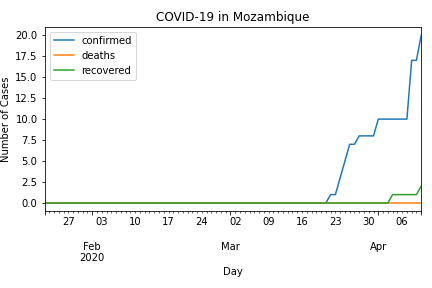 COVID-19 in Mozambique
confirmed
deaths
recovered
Number of Cases
20.0
17.5
15.0
12.5
10.0
7.5
5.0
2.5
0.0
27 03 10 17 24 02 09 16 23 30 06
Feb Mar Apr
2020
Day